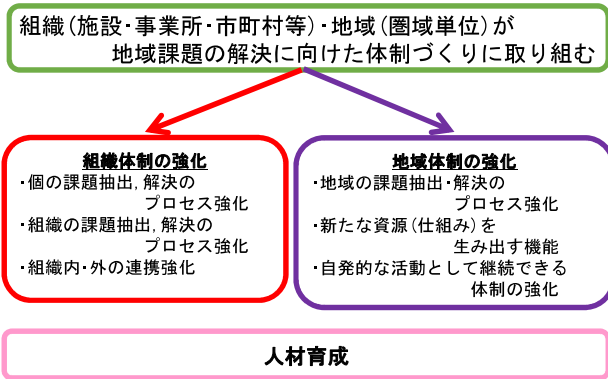 組織(施設・事業所・市町村等)・地域(圏域単位)が
地域課題の解決に向けた体制づくりに取り組む
組織体制の強化
・個の課題抽出,解決の
プロセス強化
・組織の課題抽出,解決の
プロセス強化
・組織内・外の連携強化
地域体制の強化
・地域の課題抽出・解決の
プロセス強化
・新たな資源(仕組み)を
生み出す機能
・自発的な活動として継続できる
体制の強化
人材育成